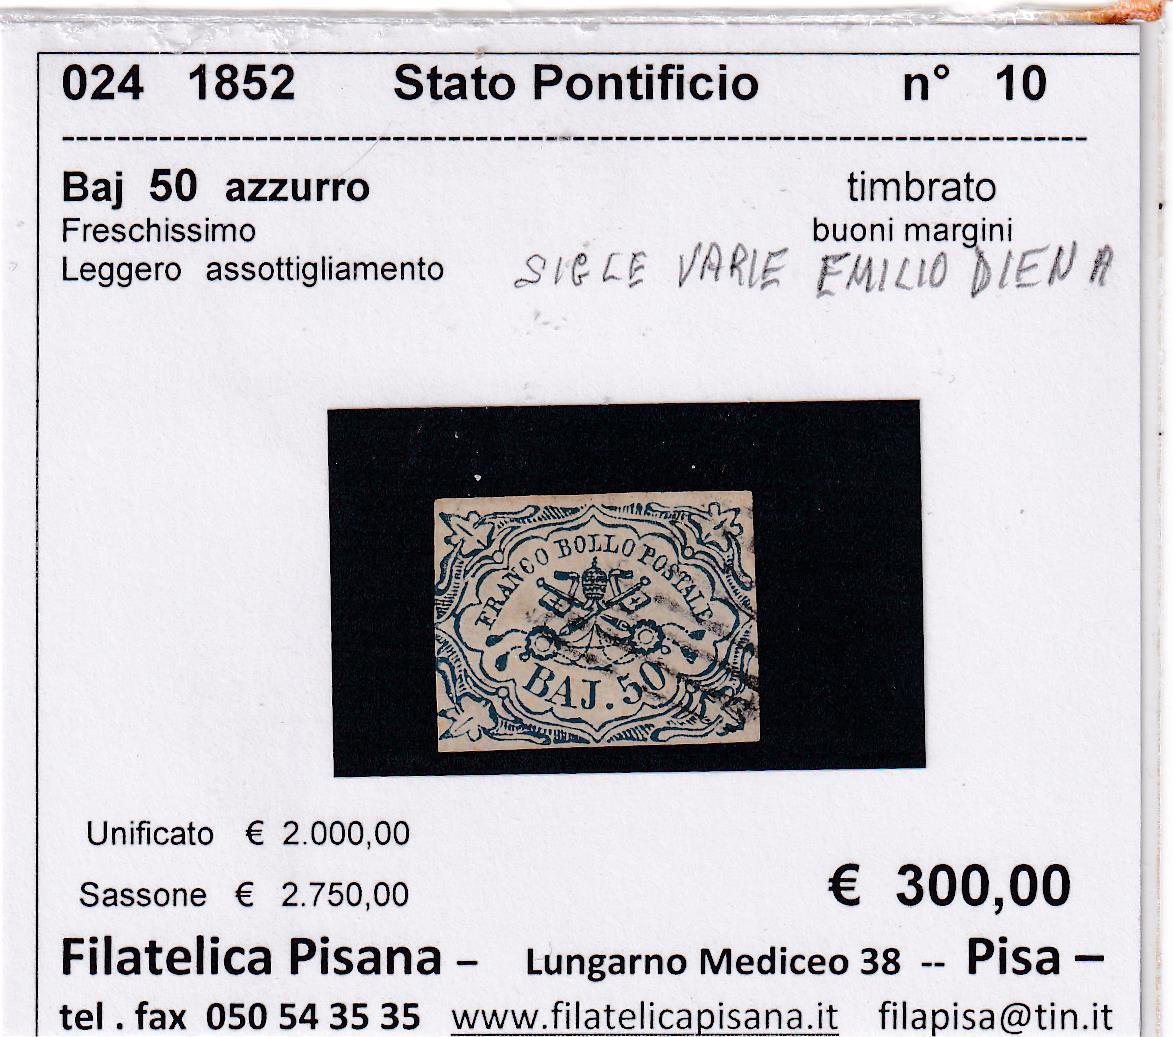 024 1852 Stato Pontificio n° 10
--------------------------------------------------------------------------------
Baj 50 azzurro timbrato
Freschissimo buoni margini
Leggero assottigliamento SIGLE VARIE EMILIO DIENA
FRANCO BOLLO POSTALE
BAJ. 50
Unificato € 2.000,00
Sassone € 2.750,00 € 300,00
Filatelica Pisana – Lungarno Mediceo 38 -- Pisa –
tel . fax 050 54 35 35 www.filatelicapisana.it filapisa@tin.it